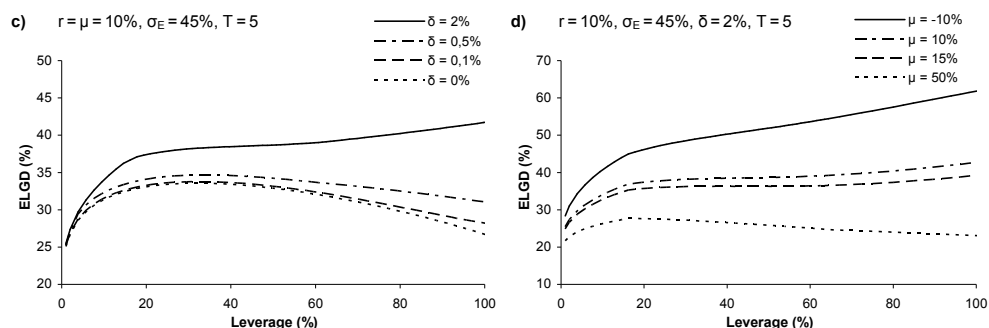 c) r = μ = 10%, σE = 45%, T = 5
δ = 2%
δ = 0,5%
δ = 0,1%
δ = 0%
ELGD (%)
50
45
40
35
30
25
20
0 20 40 60 80 100
Leverage (%)
d) r = 10%, σE = 45%, δ = 2%, T = 5
μ = -10%
μ = 10%
μ = 15%
μ = 50%
ELGD (%)
70
60
50
40
30
20
10
0 20 40 60 80 100
Leverage (%)